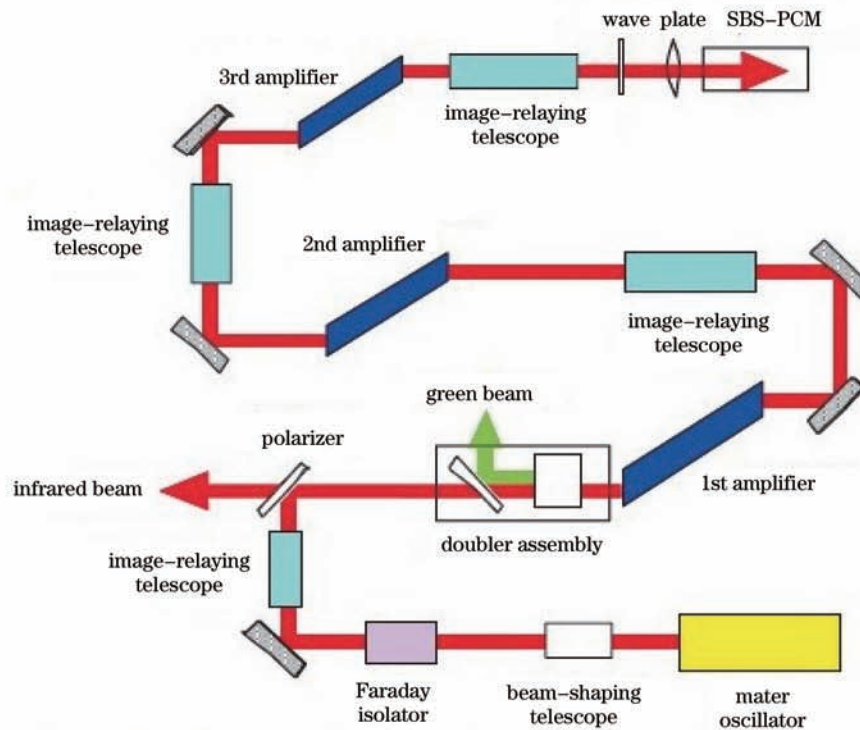 wave plate SBS-PCM
3rd amplifier
image-relaying
telescope
image-relaying
telescope
2nd amplifier
image-relaying
telescope
green beam
polarizer
infrared beam
1st amplifier
doubler assembly
image-relaying
telescope
Faraday
isolator
beam-shaping
telescope
mater
oscillator